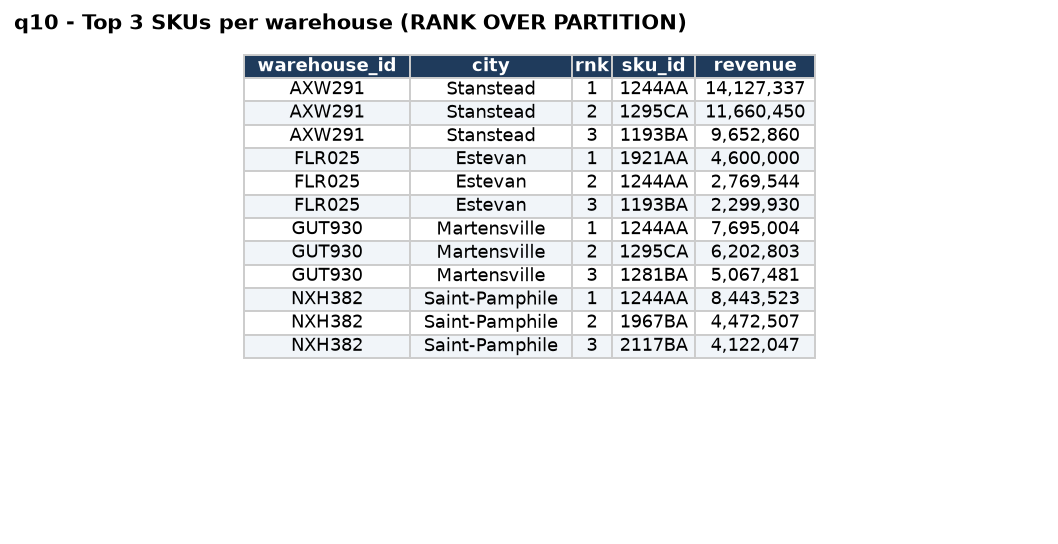 q10 - Top 3 SKUs per warehouse (RANK OVER PARTITION)
warehouse_id city rnk sku_id revenue
AXW291 Stanstead 1 1244AA 14,127,337
AXW291 Stanstead 2 1295CA 11,660,450
AXW291 Stanstead 3 1193BA 9,652,860
FLR025 Estevan 1 1921AA 4,600,000
FLR025 Estevan 2 1244AA 2,769,544
FLR025 Estevan 3 1193BA 2,299,930
GUT930 Martensville 1 1244AA 7,695,004
GUT930 Martensville 2 1295CA 6,202,803
GUT930 Martensville 3 1281BA 5,067,481
NXH382 Saint-Pamphile 1 1244AA 8,443,523
NXH382 Saint-Pamphile 2 1967BA 4,472,507
NXH382 Saint-Pamphile 3 2117BA 4,122,047